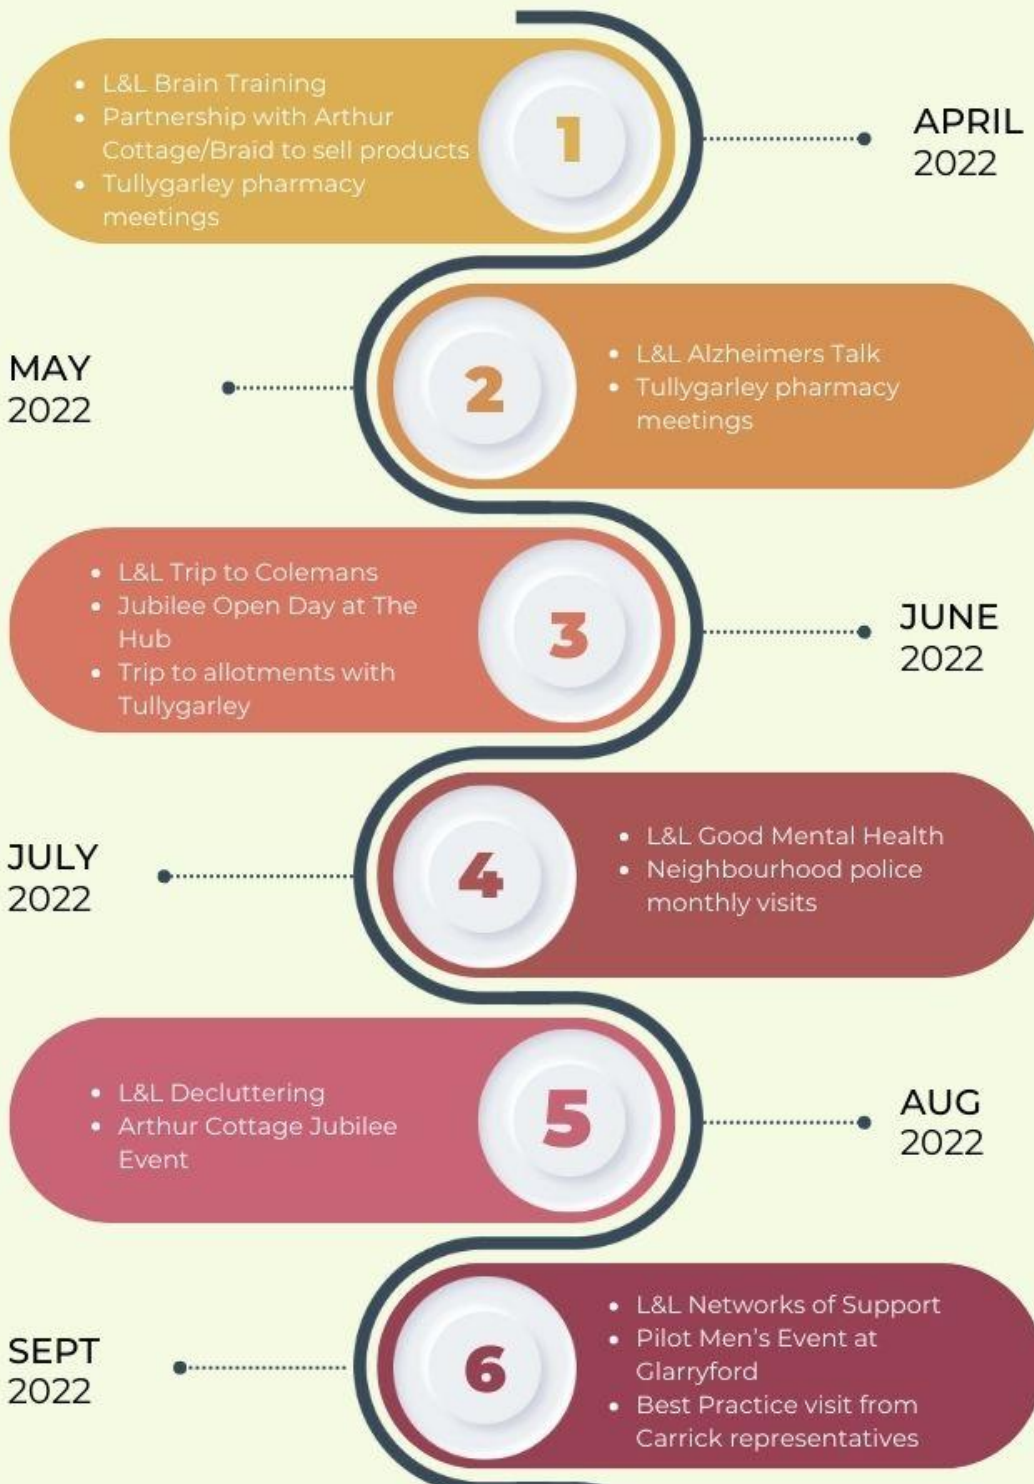 • L&L Brain Training
• Partnership with Arthur
Cottage/Braid to sell products
• Tullygarley pharmacy
meetings
1
APRIL
2022
MAY
2022
2
• L&L Alzheimers Talk
• Tullygarley pharmacy
meetings
• L&L Trip to Colemans
• Jubilee Open Day at The
Hub
• Trip to allotments with
Tullygarley
3
JUNE
2022
JULY
2022
4
• L&L Good Mental Health
• Neighbourhood police
monthly visits
• L&L Decluttering
• Arthur Cottage Jubilee
Event
5
AUG
2022
SEPT
2022
6
• L&L Networks of Support
• Pilot Men's Event at
Glarryford
• Best Practice visit from
Carrick representatives